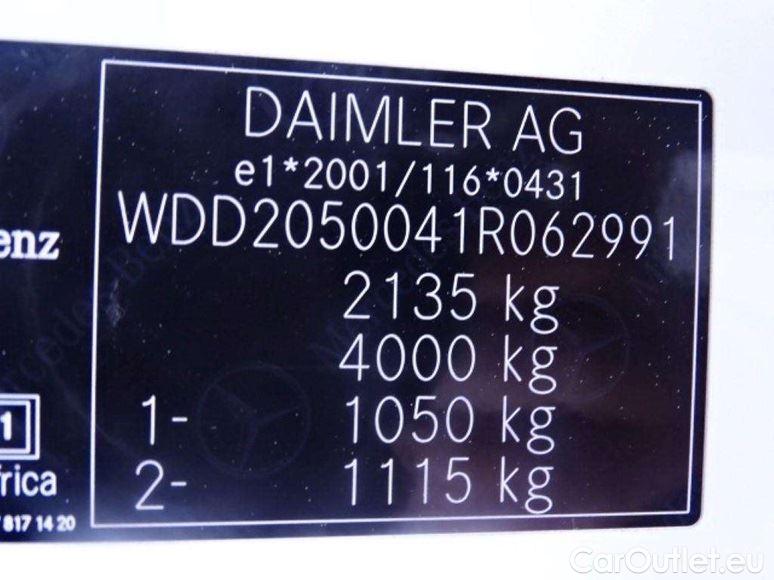 DAIMLER AG
e1*2001/116*0431
WDD2050041R062991
enz
2135 kg
4000 kg
1- 1050 kg
1
2- 1115 kg
frica
817 14 20
CarOutlet.eu